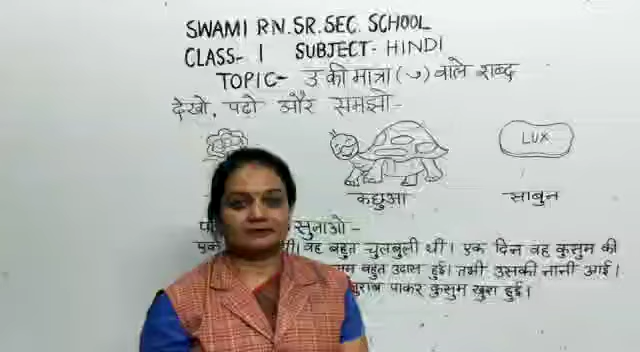 SWAMI R.N. SR. SEC. SCHOOL
CLASS- 1 SUBJECT- HINDI
TOPIC- उ की मात्रा ( ु ) वाले शब्द
देखो, पढो और समझो-
LUX
कछुआ साबुन
सुनाओ-
वह बहुत चुलबुली थी। एक दिन वह कुसुम की
बहुत उदास हुई। तभी उसकी नानी आई।
पाकर कुसुम खुश हुई।